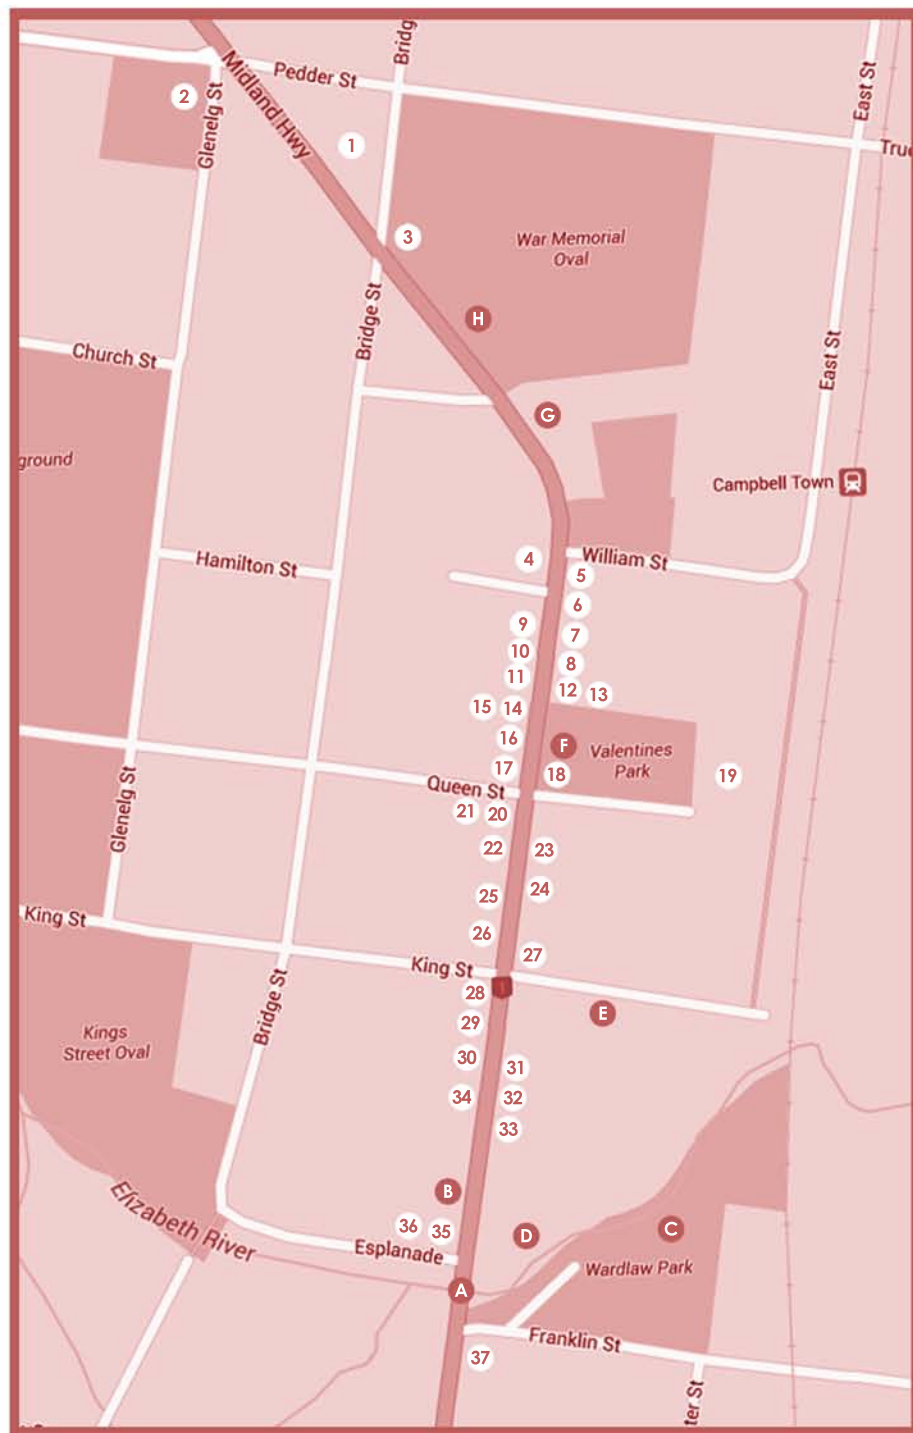 Bridg
Pedder St
East St
2
Glenelg St
Midland Hwy
1
True
3
War Memorial
Oval
H
Bridge St
Church St
East St
G
ground
Campbell Town
4
William St
Hamilton St
5
6
9
7
10
8
11
12
13
15
14
16
F
Valentines
Park
17
18
19
Queen St
Glenelg St
21
20
22
23
24
25
King St
26
27
King St
1
28
Bridge St
E
29
Kings
Street Oval
30
31
34
32
33
B
Elizabeth River
36
35
D
C
Esplanade
Wardlaw Park
A
Franklin St
37
ter St